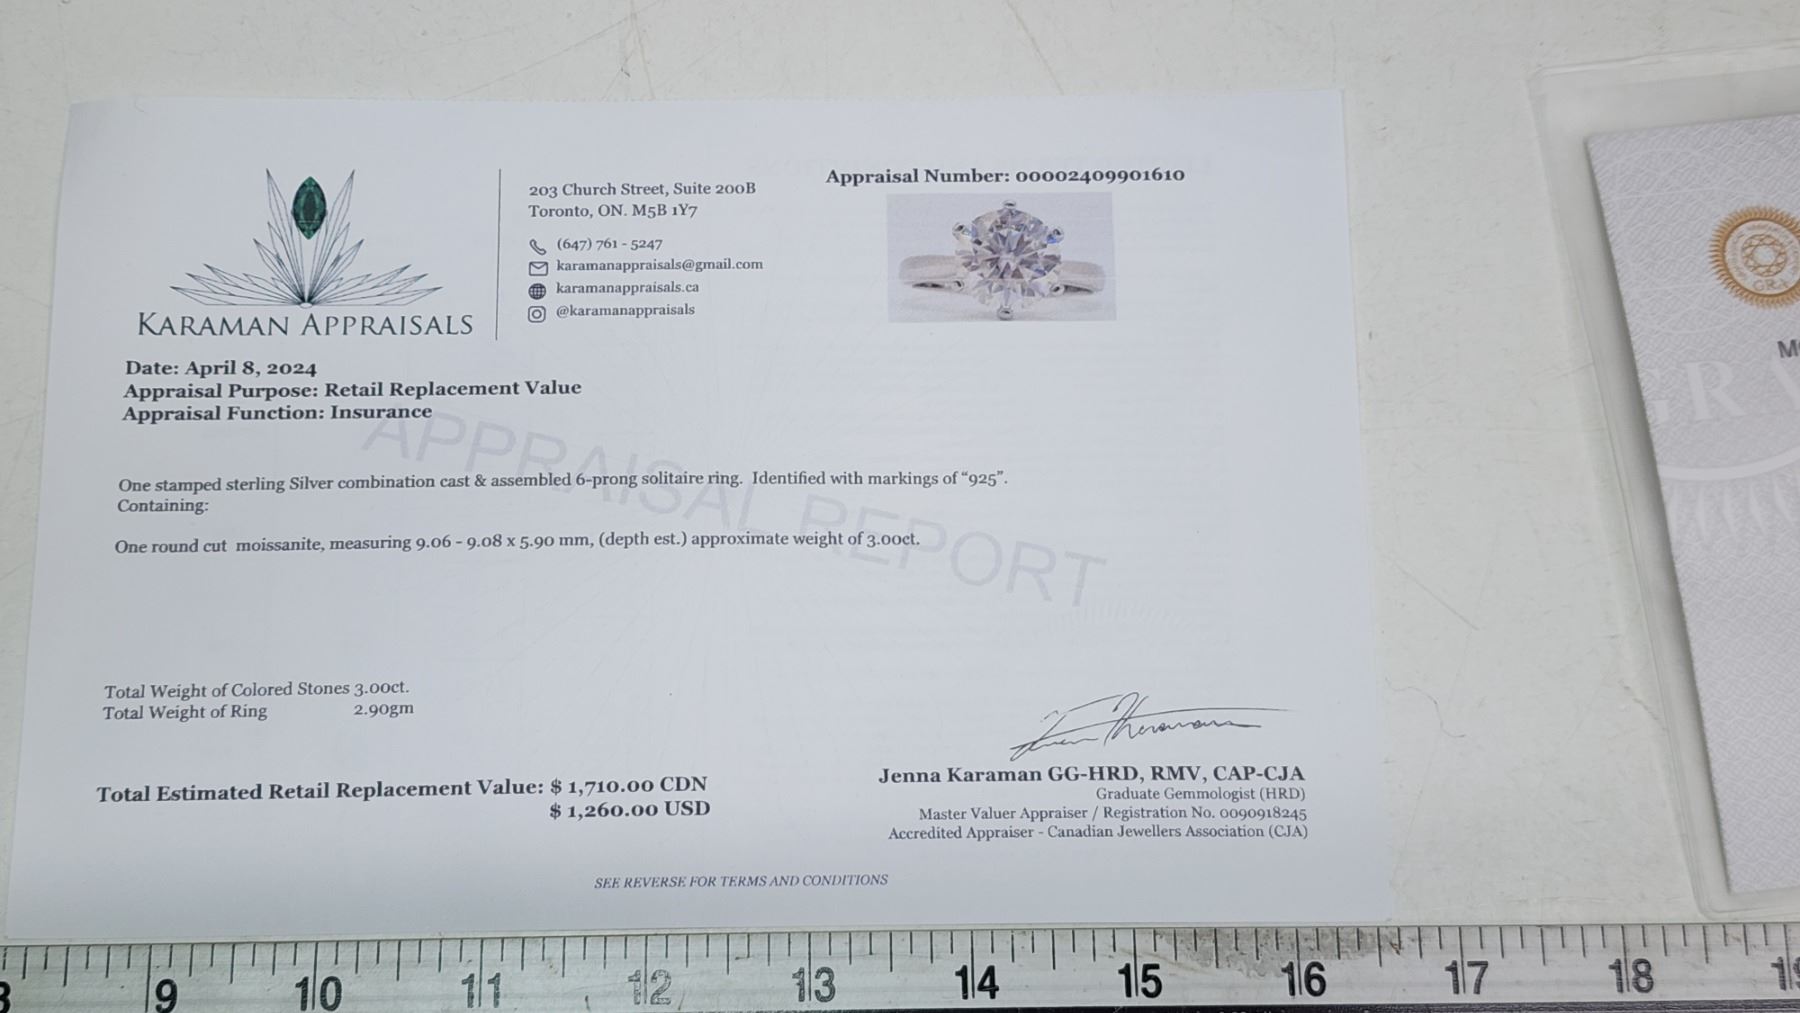 KARAMAN APPRAISALS
203 Church Street, Suite 200B
Toronto, ON. M5B 1Y7
(647) 761 - 5247
karamanappraisals@gmail.com
karamanappraisals.ca
@karamanappraisals
Appraisal Number: 00002409901610
Date: April 8, 2024
Appraisal Purpose: Retail Replacement Value
Appraisal Function: Insurance
APPRAISAL REPORT
One stamped sterling Silver combination cast & assembled 6-prong solitaire ring. Identified with markings of “925”.
Containing:
One round cut moissanite, measuring 9.06 - 9.08 x 5.90 mm, (depth est.) approximate weight of 3.00ct.
Total Weight of Colored Stones 3.00ct.
Total Weight of Ring 2.90gm
Total Estimated Retail Replacement Value: $ 1,710.00 CDN
$ 1,260.00 USD
Jenna Karaman GG-HRD, RMV, CAP-CJA
Graduate Gemmologist (HRD)
Master Valuer Appraiser / Registration No. 0090918245
Accredited Appraiser - Canadian Jewellers Association (CJA)
SEE REVERSE FOR TERMS AND CONDITIONS
GRA
9 10 11 12 13 14 15 16 17 18